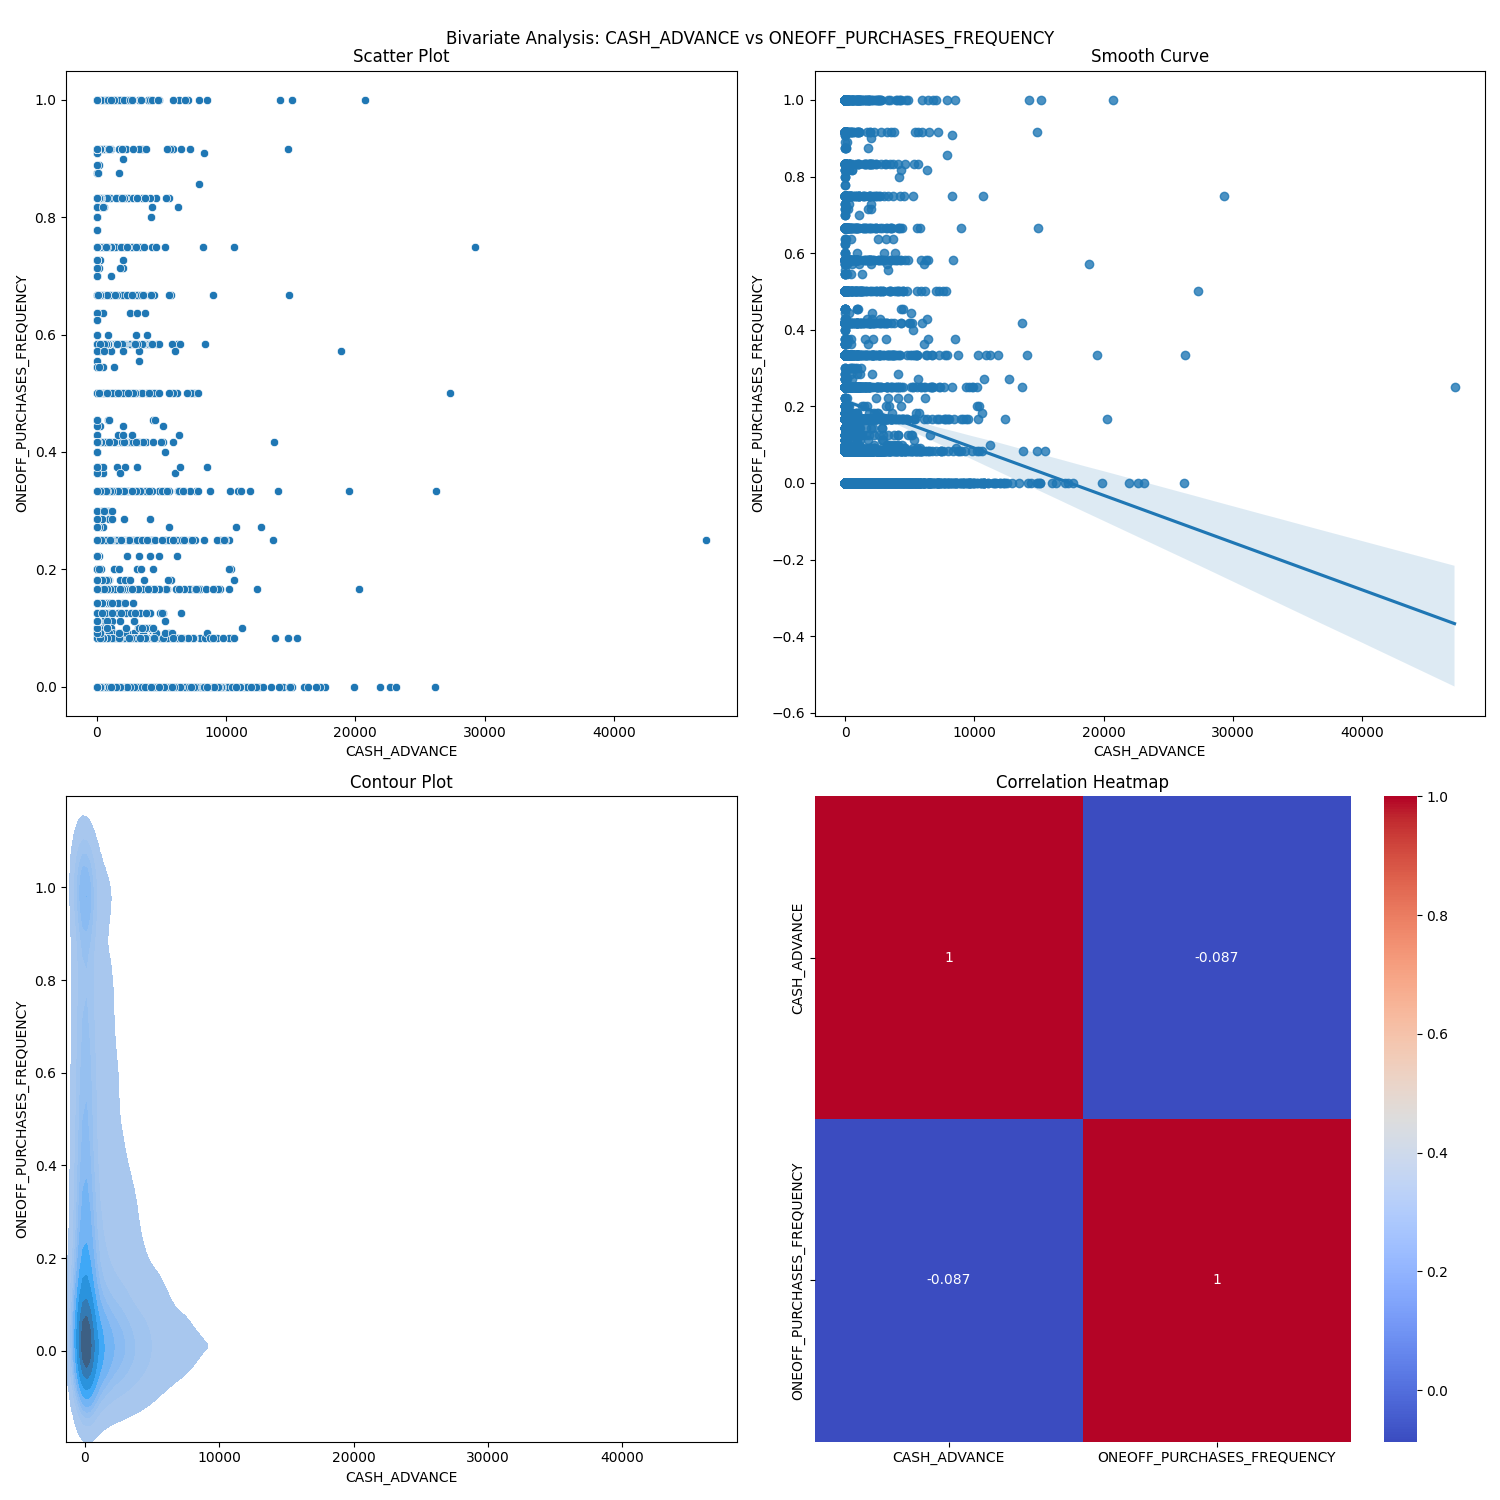 Bivariate Analysis: CASH_ADVANCE vs ONEOFF_PURCHASES_FREQUENCY
Scatter Plot
ONEOFF_PURCHASES_FREQUENCY
1.0
0.8
0.6
0.4
0.2
0.0
0 10000 20000 30000 40000
CASH_ADVANCE
Smooth Curve
ONEOFF_PURCHASES_FREQUENCY
1.0
0.8
0.6
0.4
0.2
0.0
−0.2
−0.4
−0.6
0 10000 20000 30000 40000
CASH_ADVANCE
Contour Plot
ONEOFF_PURCHASES_FREQUENCY
1.0
0.8
0.6
0.4
0.2
0.0
0 10000 20000 30000 40000
CASH_ADVANCE
Correlation Heatmap
CASH_ADVANCE
ONEOFF_PURCHASES_FREQUENCY
1 -0.087
-0.087 1
CASH_ADVANCE ONEOFF_PURCHASES_FREQUENCY
1.0
0.8
0.6
0.4
0.2
0.0